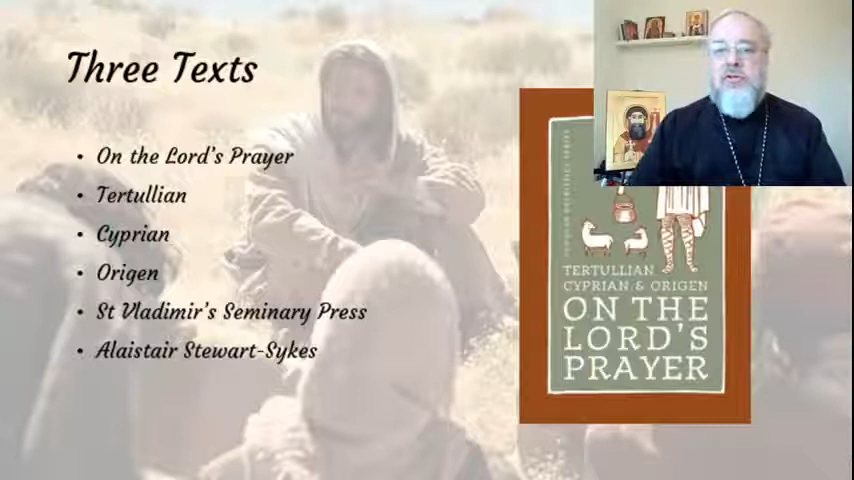 Three Texts
• On the Lord's Prayer
• Tertullian
• Cyprian
• Origen
• St Vladimir's Seminary Press
• Alaistair Stewart-Sykes
TERTULLIAN
CYPRIAN & ORIGEN
ON THE
LORD'S
PRAYER